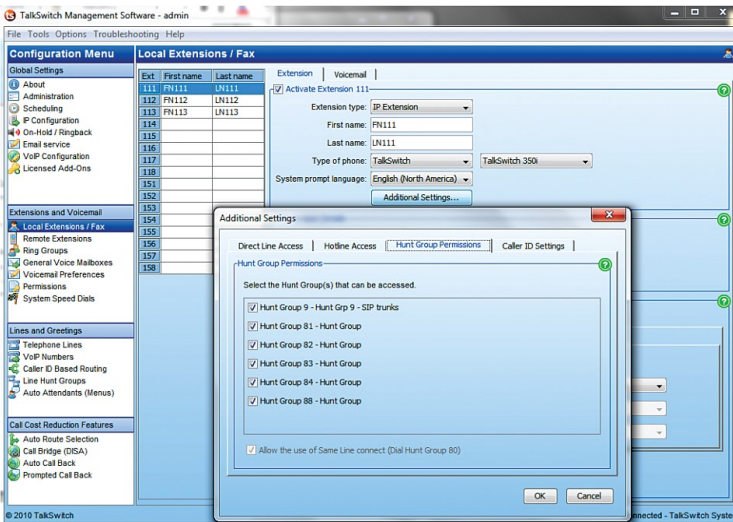 TalkSwitch Management Software - admin
File Tools Options Troubleshooting Help
Configuration Menu
Global Settings
About
Administration
Scheduling
IP Configuration
On-Hold / Ringback
Email service
VoIP Configuration
Licensed Add-Ons
Extensions and Voicemail
Local Extensions / Fax
Remote Extensions
Ring Groups
General Voice Mailboxes
Voicemail Preferences
Permissions
System Speed Dials
Lines and Greetings
Telephone Lines
VoIP Numbers
Caller ID Based Routing
Line Hunt Groups
Auto Attendants (Menus)
Call Cost Reduction Features
Auto Route Selection
Call Bridge (DISA)
Auto Call Back
Prompted Call Back
© 2010 TalkSwitch
Local Extensions / Fax
Ext First name Last name
111 FN111 LN111
112 FN112 LN112
113 FN113 LN113
114
115
116
117
118
151
152
153
154
155
156
157
158
Extension Voicemail
Activate Extension 111
Extension type: IP Extension
First name: FN111
Last name: LN111
Type of phone: TalkSwitch TalkSwitch 350i
System prompt language: English (North America)
Additional Settings...
Additional Settings
Direct Line Access Hotline Access Hunt Group Permissions Caller ID Settings
Hunt Group Permissions
Select the Hunt Group(s) that can be accessed.
Hunt Group 9 - Hunt Grp 9 - SIP trunks
Hunt Group 81 - Hunt Group
Hunt Group 82 - Hunt Group
Hunt Group 83 - Hunt Group
Hunt Group 84 - Hunt Group
Hunt Group 88 - Hunt Group
Allow the use of Same Line connect (Dial Hunt Group 80)
OK Cancel
nnected - TalkSwitch Syste